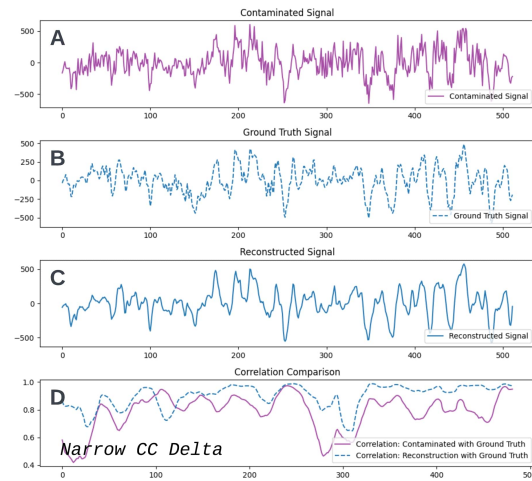 Contaminated Signal
A
500
0
−500
Contaminated Signal
0
100
200
300
400
500
Ground Truth Signal
B
500
250
0
−250
−500
Ground Truth Signal
0
100
200
300
400
500
Reconstructed Signal
C
500
0
−500
Reconstructed Signal
0
100
200
300
400
500
Correlation Comparison
D
1.0
0.8
0.6
0.4
Narrow CC Delta
Correlation: Contaminated with Ground Truth
Correlation: Reconstruction with Ground Truth
0
100
200
300
400